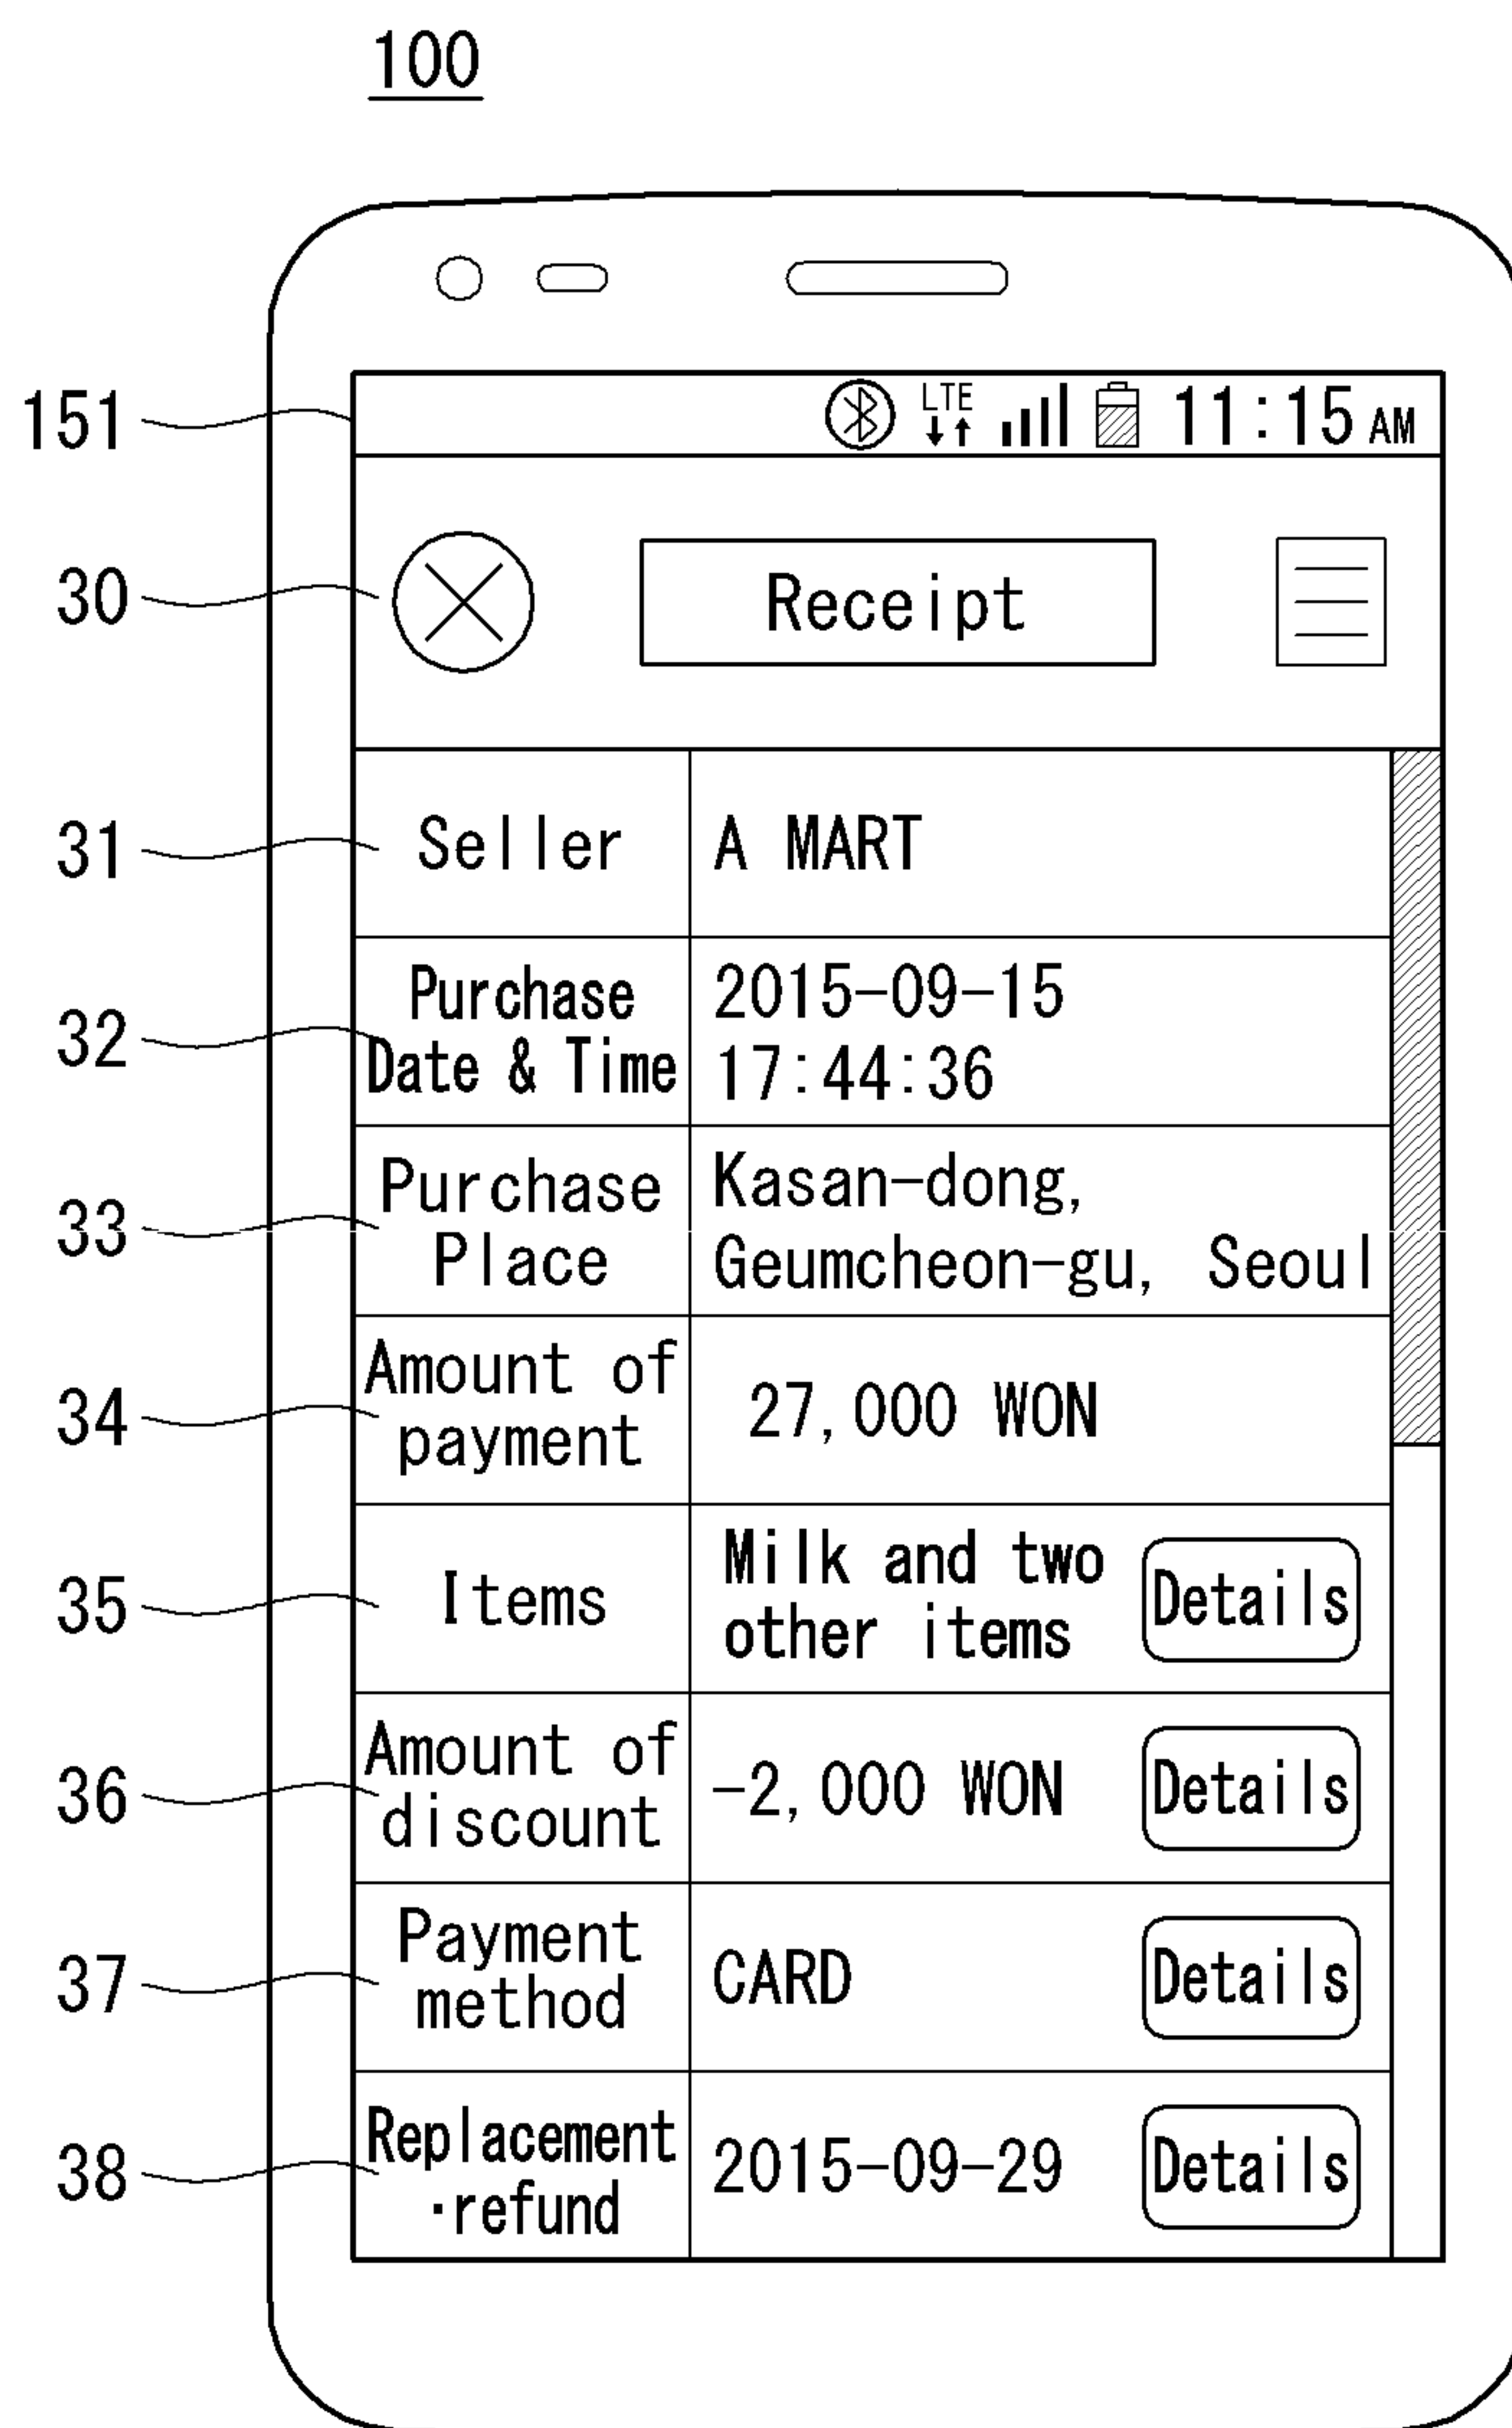 100
151
LTE 11:15 AM
30
Receipt
31
Seller
A MART
32
Purchase
Date & Time
2015-09-15
17:44:36
33
Purchase
Place
Kasan-dong,
Geumcheon-gu, Seoul
34
Amount of
payment
27,000 WON
35
Items
Milk and two
other items
Details
36
Amount of
discount
-2,000 WON
Details
37
Payment
method
CARD
Details
38
Replacement
·refund
2015-09-29
Details